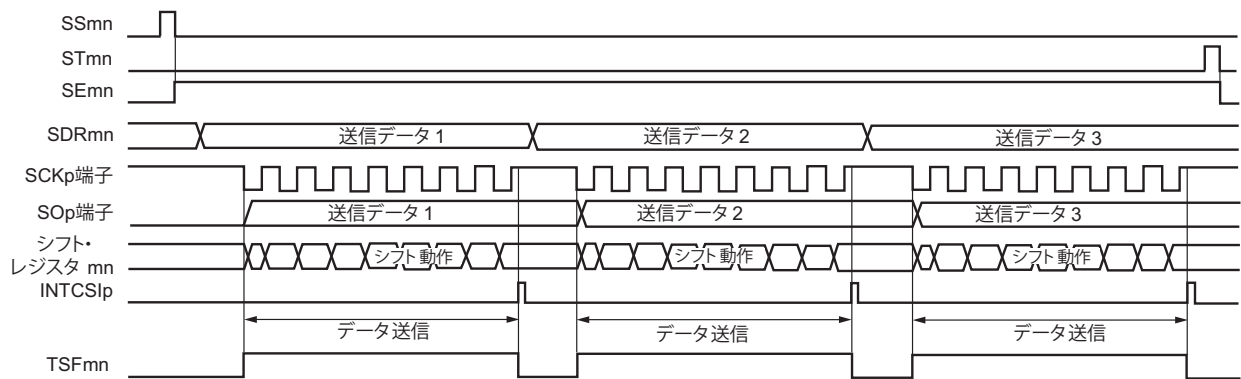 SSmn
STmn
SEmn
SDRmn 送信データ 1 送信データ 2 送信データ 3
SCKp端子
SOp端子 送信データ 1 送信データ 2 送信データ 3
シフト・
レジスタ mn シフト 動作 シフト 動作 シフト 動作
INTCSIp
データ送信 データ送信 データ送信
TSFmn